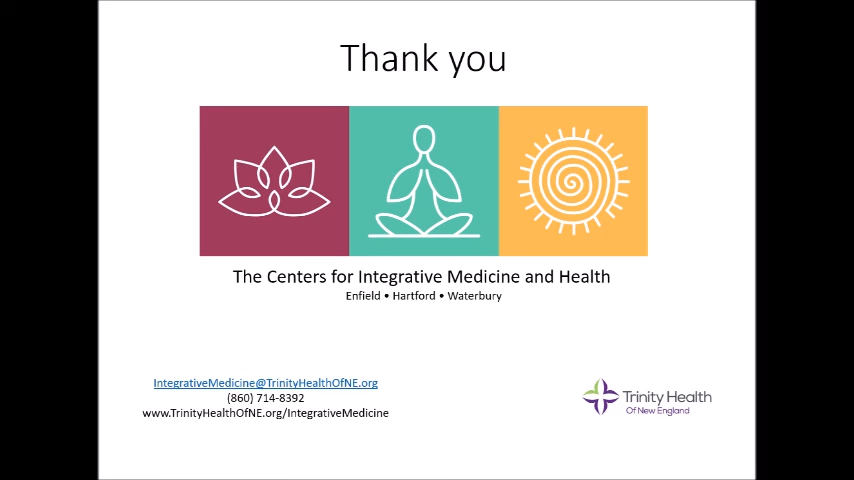 Thank you
The Centers for Integrative Medicine and Health
Enfield • Hartford • Waterbury
IntegrativeMedicine@TrinityHealthOfNE.org
(860) 714-8392
www.TrinityHealthOfNE.org/IntegrativeMedicine
Trinity Health
Of New England